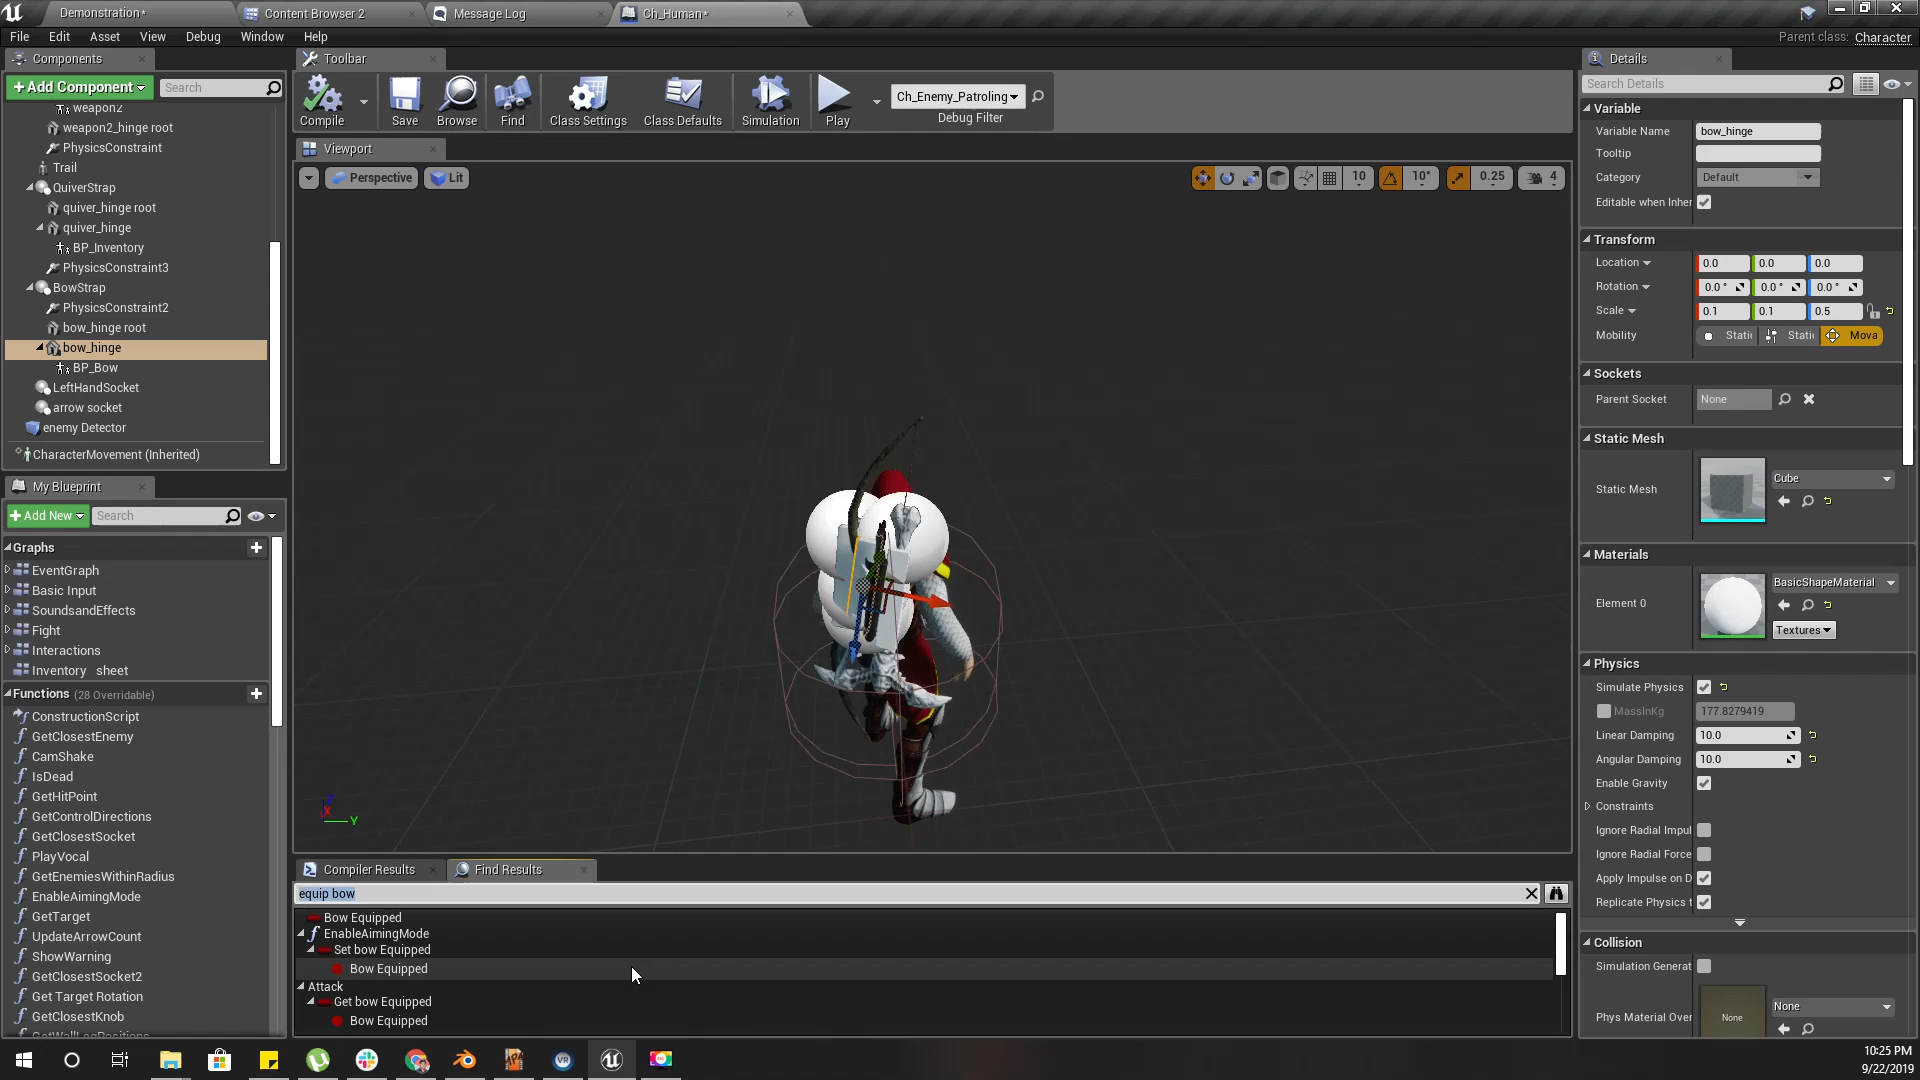 Demonstration*
Content Browser 2
Message Log
Ch_Human*
File
Edit
Asset
View
Debug
Window
Help
Parent class: Character
Components
+ Add Component
Search
weapon2
weapon2_hinge root
PhysicsConstraint
Trail
QuiverStrap
quiver_hinge root
quiver_hinge
BP_Inventory
PhysicsConstraint3
BowStrap
PhysicsConstraint2
bow_hinge root
bow_hinge
BP_Bow
LeftHandSocket
arrow socket
enemy Detector
CharacterMovement (Inherited)
My Blueprint
+ Add New
Search
Graphs
EventGraph
Basic Input
SoundsandEffects
Fight
Interactions
Inventory sheet
Functions (28 Overridable)
ConstructionScript
GetClosestEnemy
CamShake
IsDead
GetHitPoint
GetControlDirections
GetClosestSocket
PlayVocal
GetEnemiesWithinRadius
EnableAimingMode
GetTarget
UpdateArrowCount
ShowWarning
GetClosestSocket2
Get Target Rotation
GetClosestKnob
Toolbar
Compile
Save
Browse
Find
Class Settings
Class Defaults
Simulation
Play
Ch_Enemy_Patroling
Debug Filter
Viewport
Perspective
Lit
10
10°
0.25
4
X
Y
Compiler Results
Find Results
equip bow
Bow Equipped
EnableAimingMode
Set bow Equipped
Bow Equipped
Attack
Get bow Equipped
Bow Equipped
Details
Search Details
Variable
Variable Name
bow_hinge
Tooltip
Category
Default
Editable when Inher
Transform
Location
0.0
0.0
0.0
Rotation
0.0 °
0.0 °
0.0 °
Scale
0.1
0.1
0.5
Mobility
Stati
Stati
Mova
Sockets
Parent Socket
None
Static Mesh
Static Mesh
Cube
Materials
Element 0
BasicShapeMaterial
Textures
Physics
Simulate Physics
MassInKg
177.8279419
Linear Damping
10.0
Angular Damping
10.0
Enable Gravity
Constraints
Ignore Radial Impul
Ignore Radial Force
Apply Impulse on D
Replicate Physics t
Collision
Simulation Generat
Phys Material Over
None
None
10:25 PM
9/22/2019